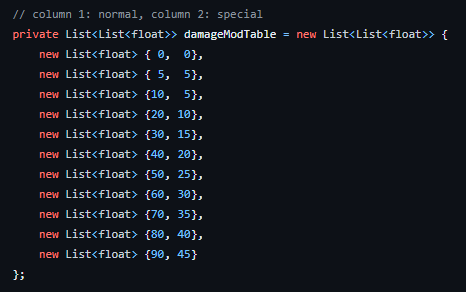 // column 1: normal, column 2: special
private List<List<float>> damageModTable = new List<List<float>> {
    new List<float> { 0,  0},
    new List<float> { 5,  5},
    new List<float> {10,  5},
    new List<float> {20, 10},
    new List<float> {30, 15},
    new List<float> {40, 20},
    new List<float> {50, 25},
    new List<float> {60, 30},
    new List<float> {70, 35},
    new List<float> {80, 40},
    new List<float> {90, 45}
};